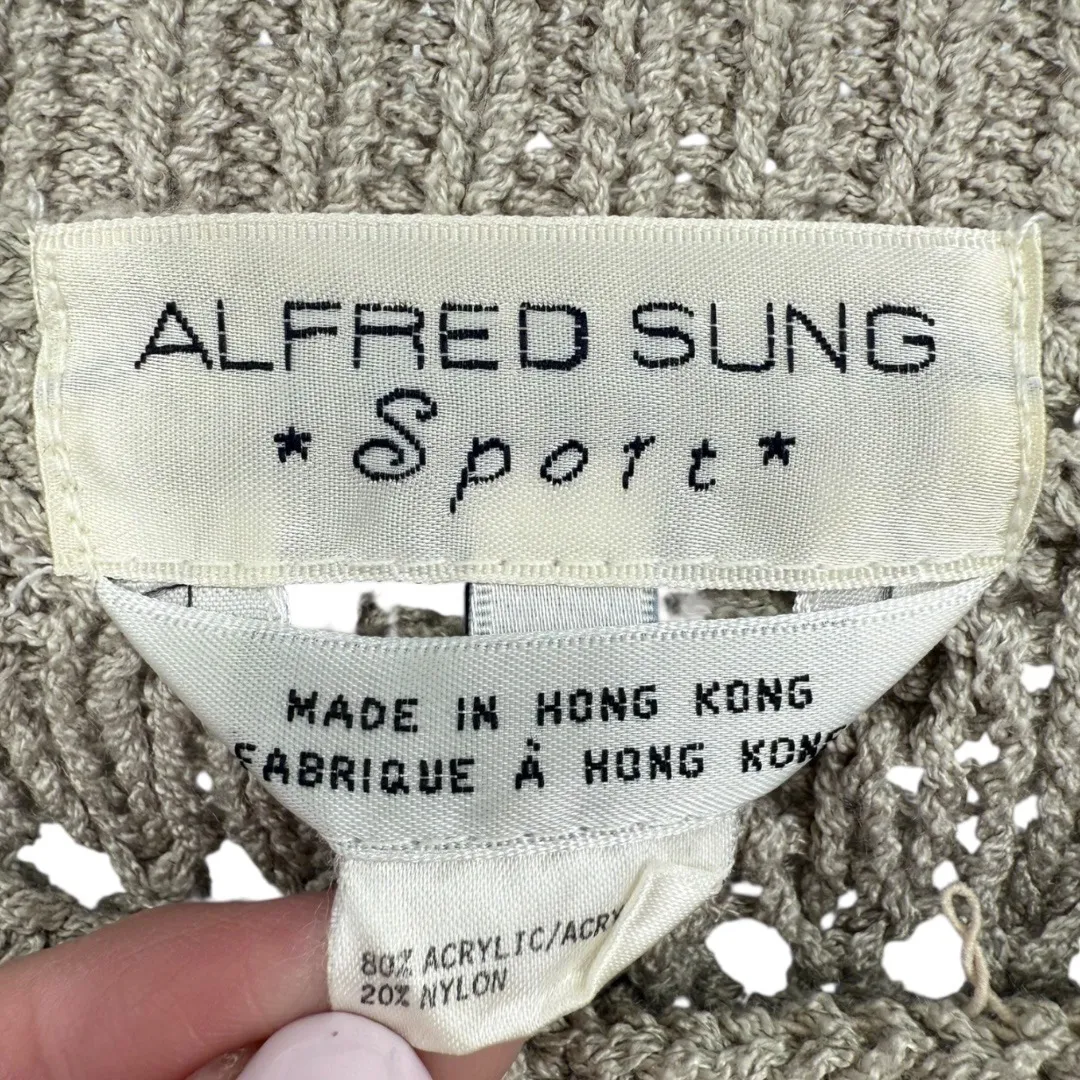 ALFRED SUNG
*Sport*
MADE IN HONG KONG
FABRIQUE À HONG KONG
80% ACRYLIC/ACRY
20% NYLON